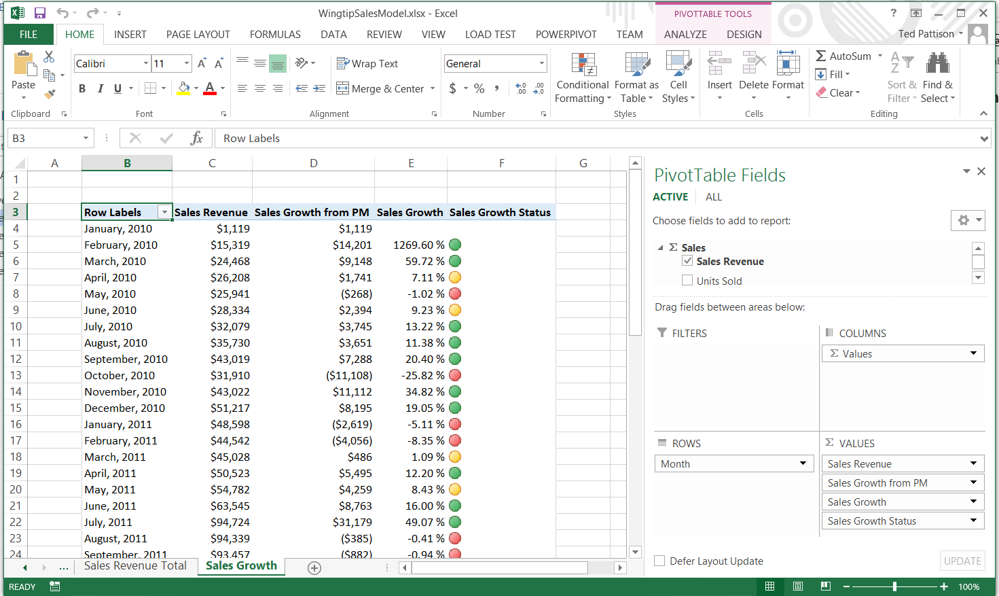 WingtipSalesModel.xlsx - Excel
PIVOTTABLE TOOLS
?
FILE HOME INSERT PAGE LAYOUT FORMULAS DATA REVIEW VIEW LOAD TEST POWERPIVOT TEAM ANALYZE DESIGN Ted Pattison
Paste
Calibri 11
B I U
Wrap Text
Merge & Center
General
$ % ,
Conditional Formatting
Format as Table
Cell Styles
Insert Delete Format
AutoSum
Fill
Clear
Sort & Filter
Find & Select
Clipboard Font Alignment Number Styles Cells Editing
B3 fx Row Labels
A B C D E F G
1
2
3 Row Labels Sales Revenue Sales Growth from PM Sales Growth Sales Growth Status
4 January, 2010 $1,119 $1,119
5 February, 2010 $15,319 $14,201 1269.60 %
6 March, 2010 $24,468 $9,148 59.72 %
7 April, 2010 $26,208 $1,741 7.11 %
8 May, 2010 $25,941 ($268) -1.02 %
9 June, 2010 $28,334 $2,394 9.23 %
10 July, 2010 $32,079 $3,745 13.22 %
11 August, 2010 $35,730 $3,651 11.38 %
12 September, 2010 $43,019 $7,288 20.40 %
13 October, 2010 $31,910 ($11,108) -25.82 %
14 November, 2010 $43,022 $11,112 34.82 %
15 December, 2010 $51,217 $8,195 19.05 %
16 January, 2011 $48,598 ($2,619) -5.11 %
17 February, 2011 $44,542 ($4,056) -8.35 %
18 March, 2011 $45,028 $486 1.09 %
19 April, 2011 $50,523 $5,495 12.20 %
20 May, 2011 $54,782 $4,259 8.43 %
21 June, 2011 $63,545 $8,763 16.00 %
22 July, 2011 $94,724 $31,179 49.07 %
23 August, 2011 $94,339 ($385) -0.41 %
24 September, 2011 $93,457 ($882) -0.94 %
... Sales Revenue Total Sales Growth
READY 100%
PivotTable Fields
ACTIVE ALL
Choose fields to add to report:
Σ Sales
Sales Revenue
Units Sold
Drag fields between areas below:
FILTERS
COLUMNS
Σ Values
ROWS
Month
Σ VALUES
Sales Revenue
Sales Growth from PM
Sales Growth
Sales Growth Status
Defer Layout Update
UPDATE